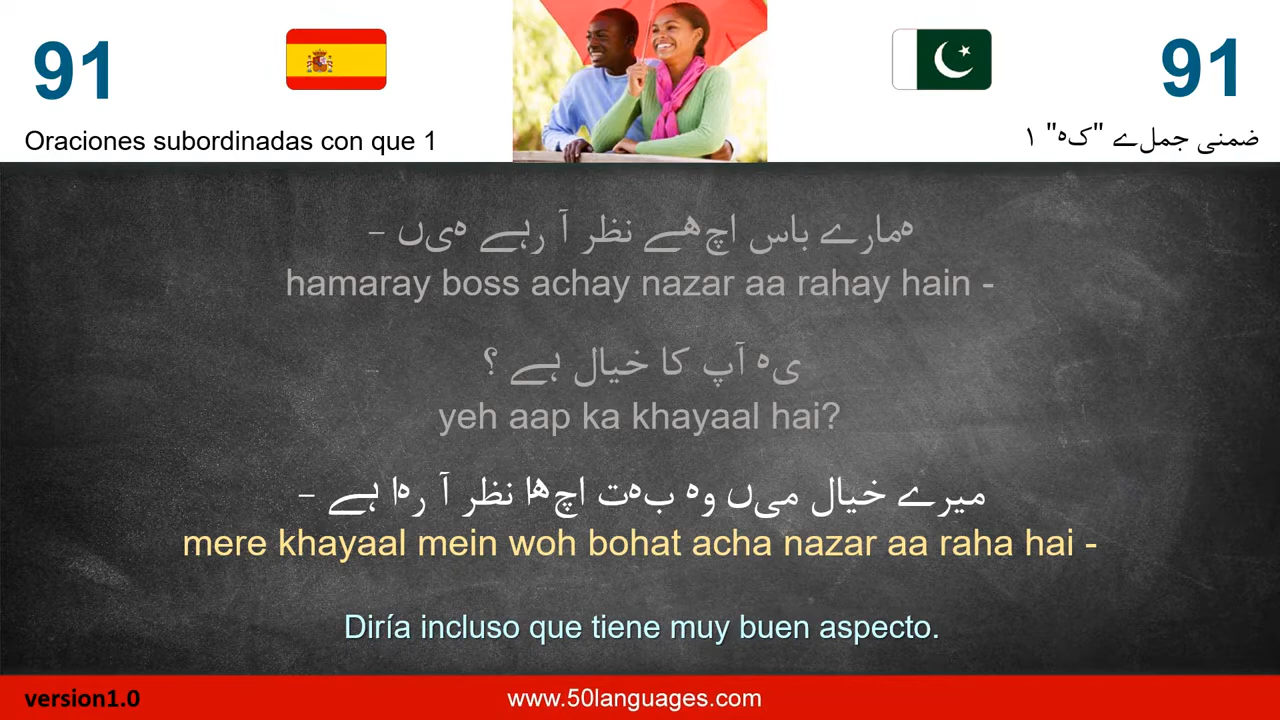 91
91
Oraciones subordinadas con que 1
ضمنی جملے "کہ" ۱
ہمارے باس اچھے نظر آ رہے ہیں –
hamaray boss achay nazar aa rahay hain -
یہ آپ کا خیال ہے ؟
yeh aap ka khayaal hai?
میرے خیال میں وہ بہت اچھا نظر آ رہا ہے –
mere khayaal mein woh bohat acha nazar aa raha hai -
Diría incluso que tiene muy buen aspecto.
version1.0
www.50languages.com